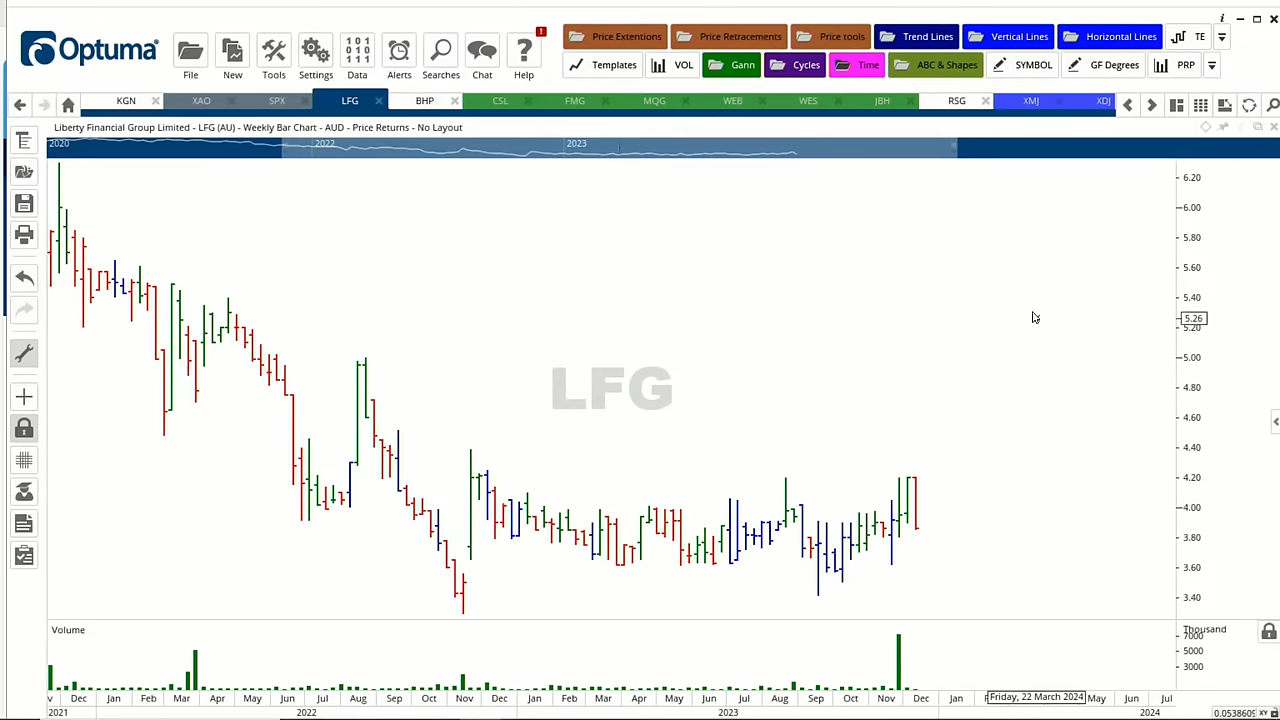 i
Optuma
File
New
Tools
Settings
Data
Alerts
Searches
Chat
Help
Price Extentions
Price Retracements
Price tools
Trend Lines
Vertical Lines
Horizontal Lines
TE
Templates
VOL
Gann
Cycles
Time
ABC & Shapes
SYMBOL
GF Degrees
PRP
KGN
XAO
SPX
LFG
BHP
CSL
FMG
MQG
WEB
WES
JBH
RSG
XMJ
XDJ
Liberty Financial Group Limited - LFG (AU) - Weekly Bar Chart - AUD - Price Returns - No Layout
2020 2022 2023
6.20
6.00
5.80
5.60
5.40
5.26
5.20
5.00
4.80
4.60
4.40
4.20
4.00
3.80
3.60
3.40
LFG
Volume
Thousand
7000
5000
3000
v Dec Jan Feb Mar Apr May Jun Jul Aug Sep Oct Nov Dec Jan Feb Mar Apr May Jun Jul Aug Sep Oct Nov Dec Jan F Friday, 22 March 2024 May Jun Jul
2021 2022 2023 2024
0.053860 XY